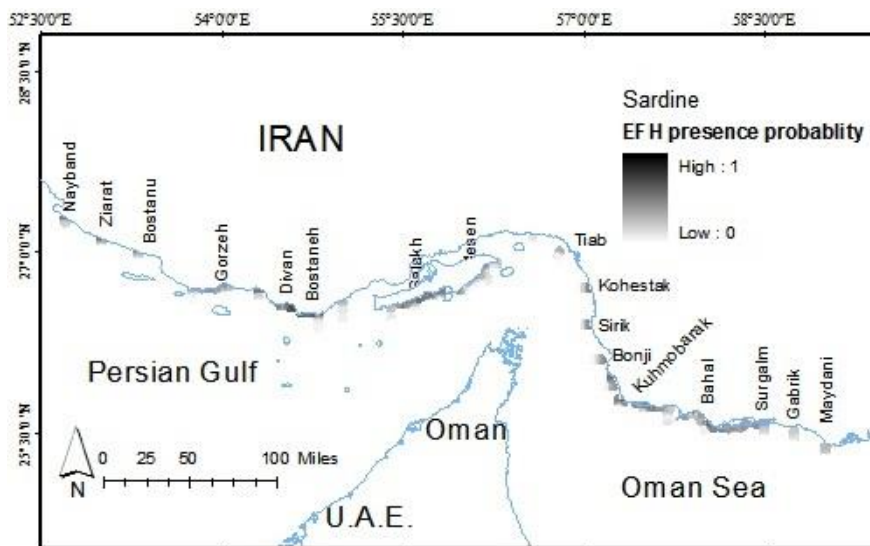 52°30'0"E
54°0'0"E
55°30'0"E
57°0'0"E
58°30'0"E
28°30'0"N
27°0'0"N
25°30'0"N
Sardine
EFH presence probablity
High : 1
Low : 0
IRAN
Nayband
Ziarat
Bostanu
Gorzeh
Divan
Bostaneh
Tiab
Kohestak
Sirik
Bonji
Kuhmobarak
Bahal
Surgalm
Gabrik
Maydani
Persian Gulf
Oman
Oman Sea
U.A.E.
0 25 50 100 Miles
N